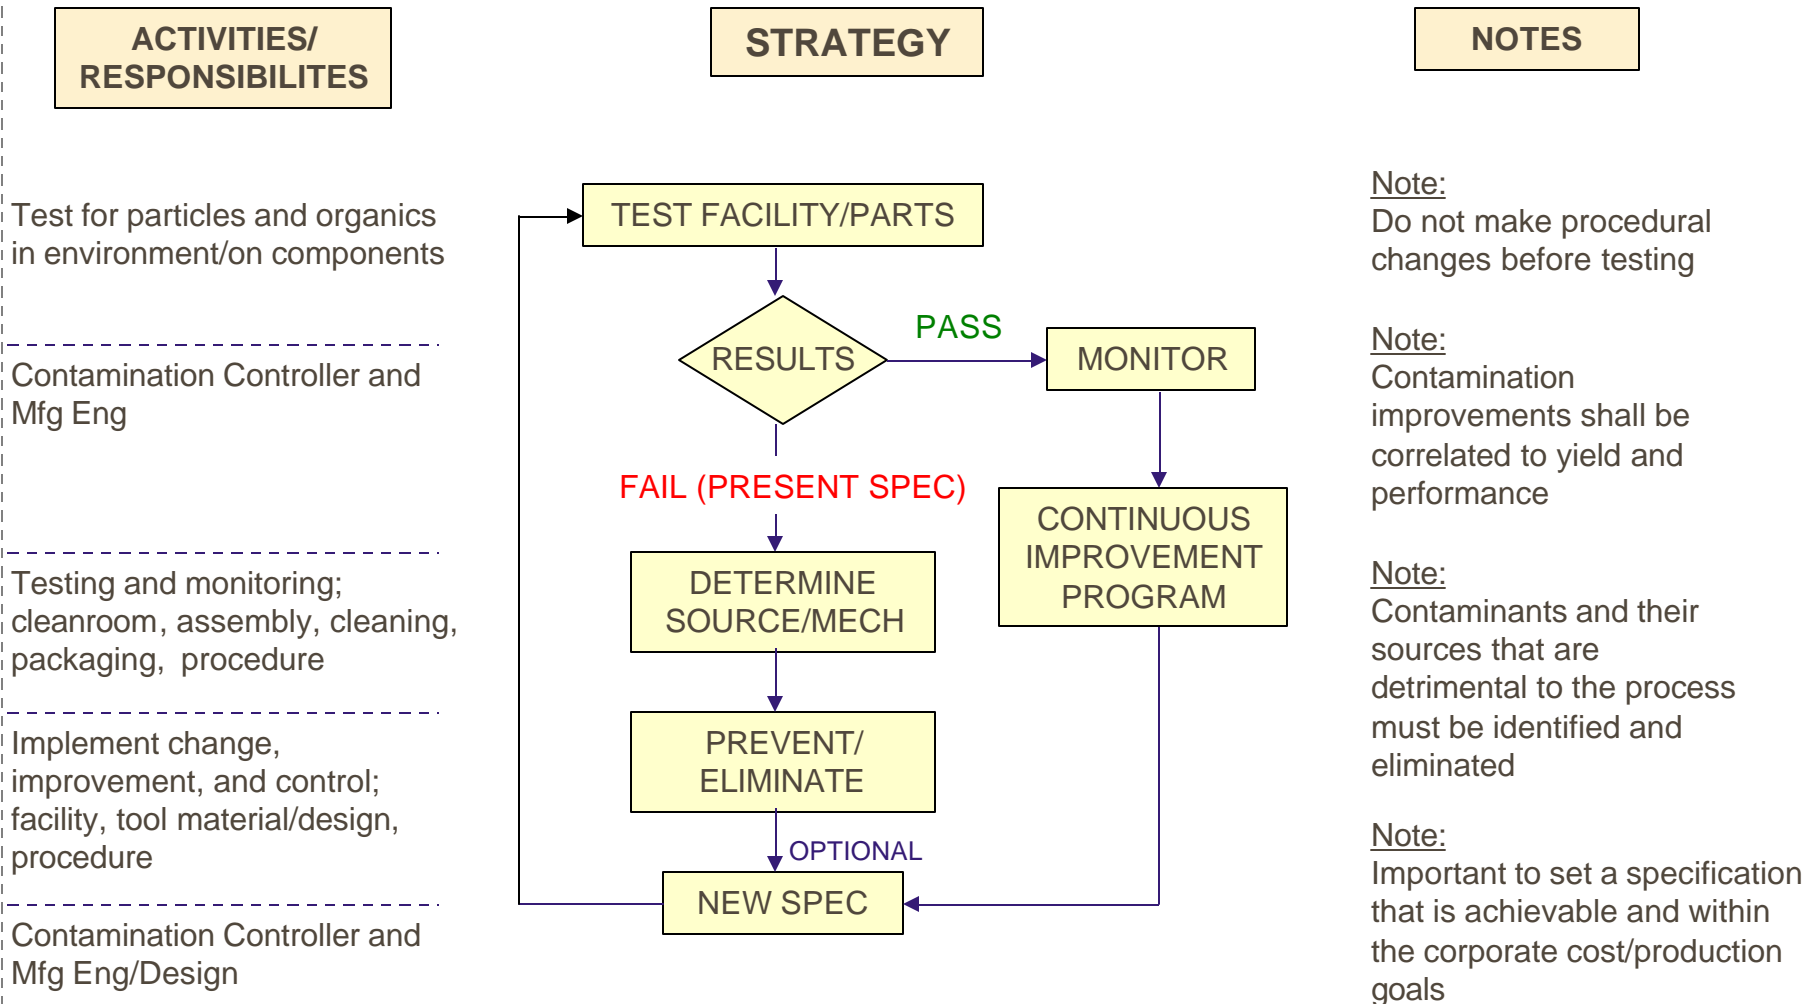 ACTIVITIES/
RESPONSIBILITES
STRATEGY
NOTES
Test for particles and organics
in environment/on components
Contamination Controller and
Mfg Eng
Testing and monitoring;
cleanroom, assembly, cleaning,
packaging, procedure
Implement change,
improvement, and control;
facility, tool material/design,
procedure
Contamination Controller and
Mfg Eng/Design
TEST FACILITY/PARTS
RESULTS
PASS
MONITOR
FAIL (PRESENT SPEC)
CONTINUOUS
IMPROVEMENT
PROGRAM
DETERMINE
SOURCE/MECH
PREVENT/
ELIMINATE
OPTIONAL
NEW SPEC
Note:
Do not make procedural
changes before testing
Note:
Contamination
improvements shall be
correlated to yield and
performance
Note:
Contaminants and their
sources that are
detrimental to the process
must be identified and
eliminated
Note:
Important to set a specification
that is achievable and within
the corporate cost/production
goals